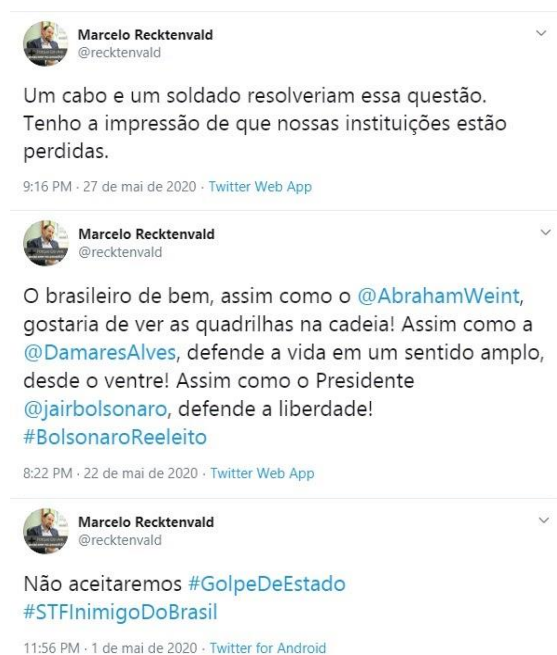 Marcelo Recktenvald
@recktenvald
Um cabo e um soldado resolveriam essa questão.
Tenho a impressão de que nossas instituições estão
perdidas.
9:16 PM · 27 de mai de 2020 · Twitter Web App
Marcelo Recktenvald
@recktenvald
O brasileiro de bem, assim como o @AbrahamWeint,
gostaria de ver as quadrilhas na cadeia! Assim como a
@DamaresAlves, defende a vida em um sentido amplo,
desde o ventre! Assim como o Presidente
@jairbolsonaro, defende a liberdade!
#BolsonaroReeleito
8:22 PM · 22 de mai de 2020 · Twitter Web App
Marcelo Recktenvald
@recktenvald
Não aceitaremos #GolpeDeEstado
#STFInimigoDoBrasil
11:56 PM · 1 de mai de 2020 · Twitter for Android